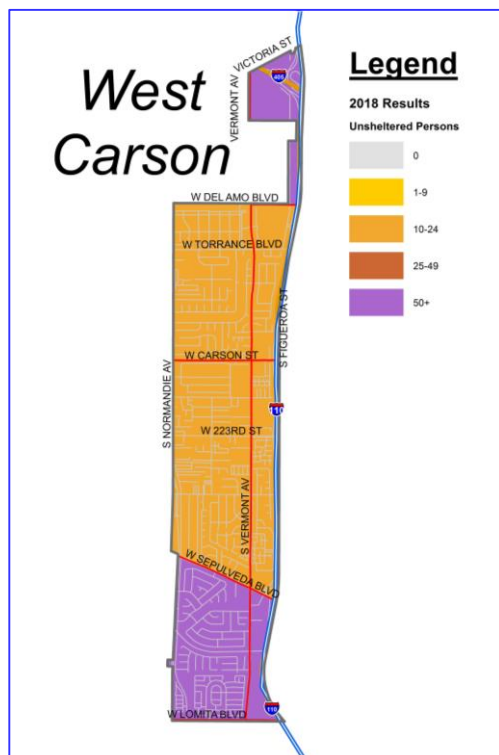 West
Carson
VICTORIA ST
405
VERMONT AV
W DEL AMO BLVD
W TORRANCE BLVD
S FIGUEROA ST
W CARSON ST
S NORMANDIE AV
110
W 223RD ST
S VERMONT AV
W SEPULVEDA BLVD
110
W LOMITA BLVD
Legend
2018 Results
Unsheltered Persons
0
1-9
10-24
25-49
50+